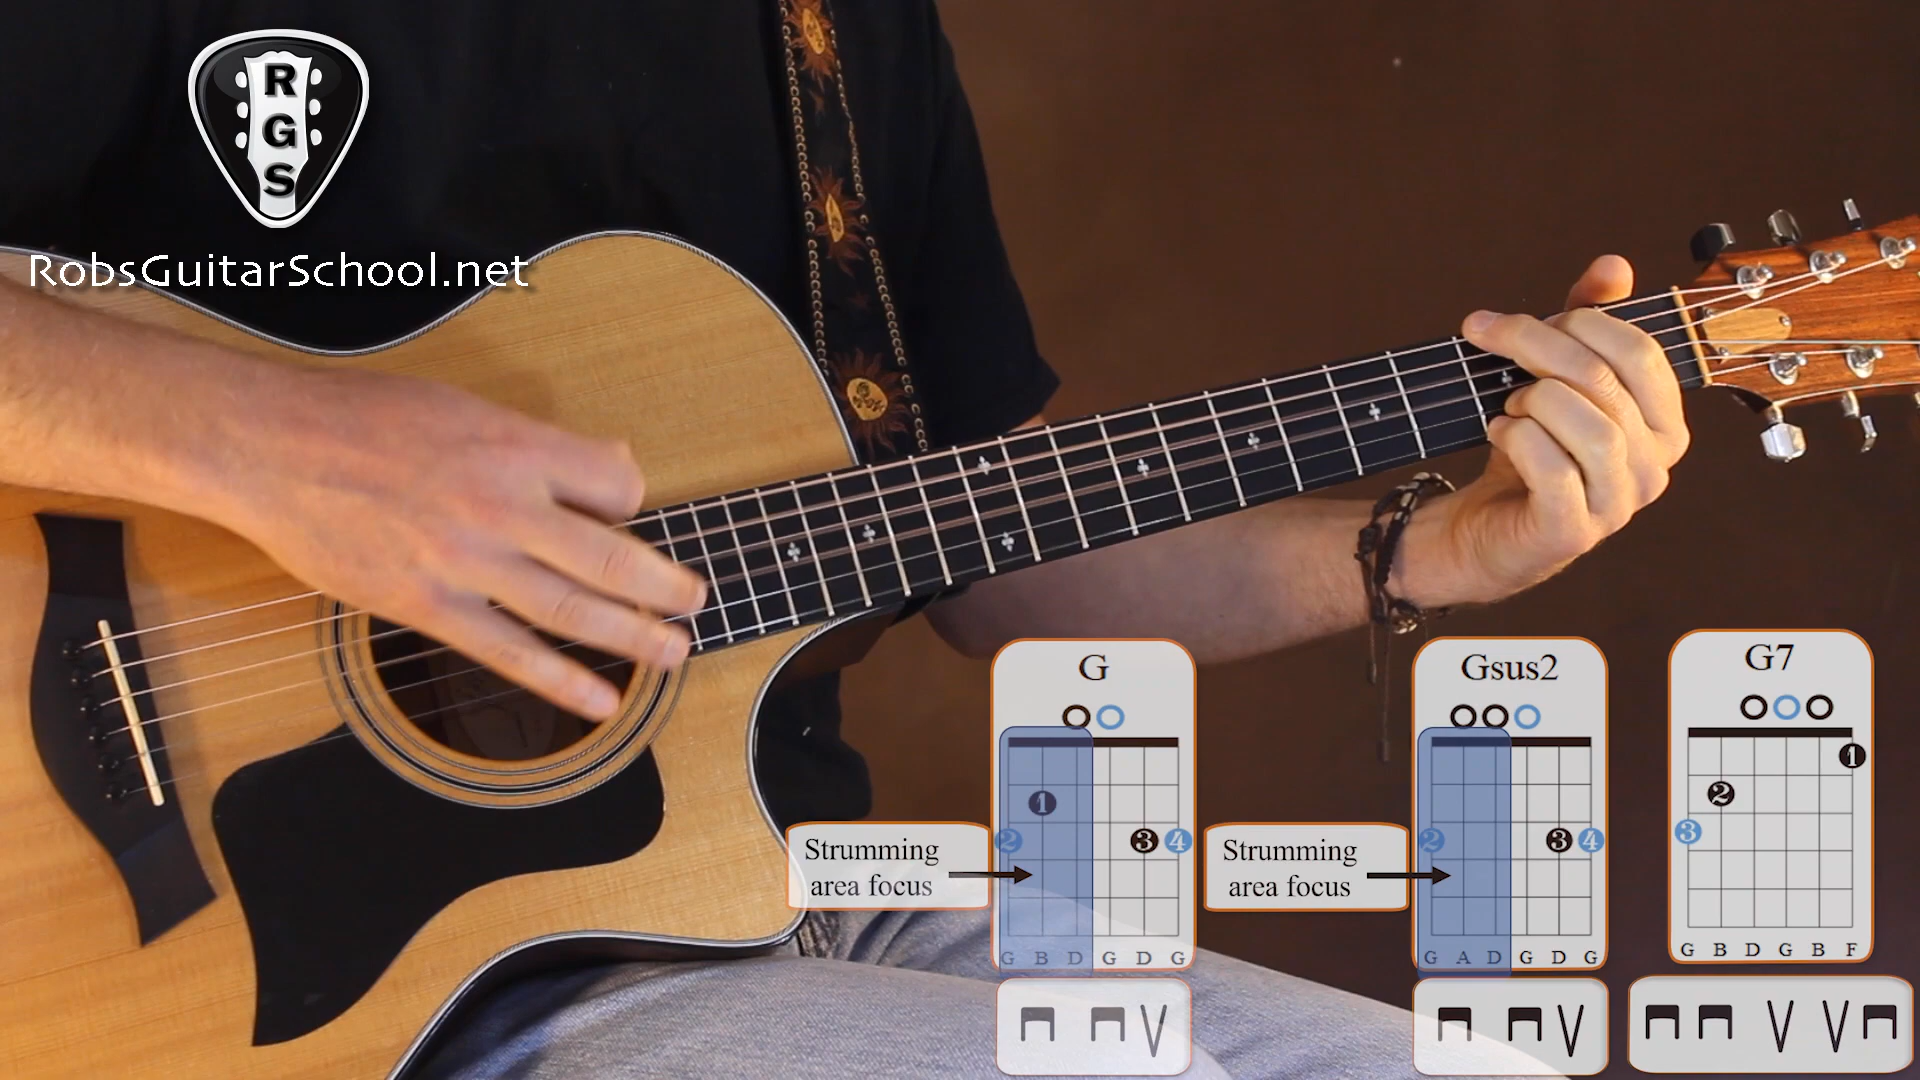 R
G
S
RobsGuitarSchool.net
G
1
2
3
4
G B D G D G
Strumming
area focus
Gsus2
2
3
4
G A D G D G
Strumming
area focus
G7
1
2
3
G B D G B F